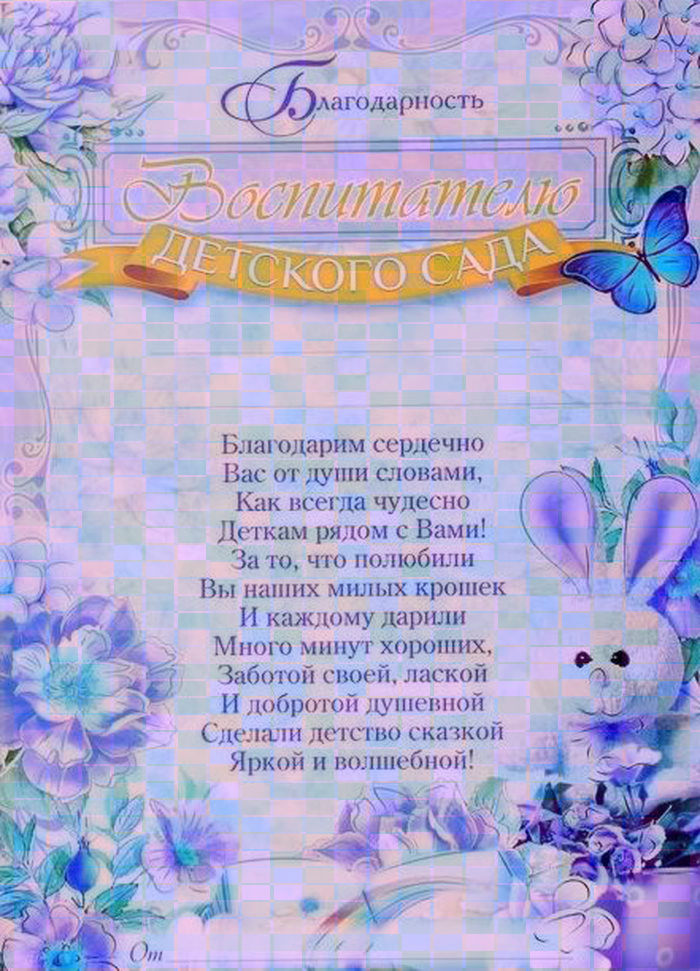 Благодарность
Воспитателю
ДЕТСКОГО САДА
Благодарим сердечно
Вас от души словами,
Как всегда чудесно
Деткам рядом с Вами!
За то, что полюбили
Вы наших милых крошек
И каждому дарили
Много минут хороших,
Заботой своей, лаской
И добротой душевной
Сделали детство сказкой
Яркой и волшебной!
От